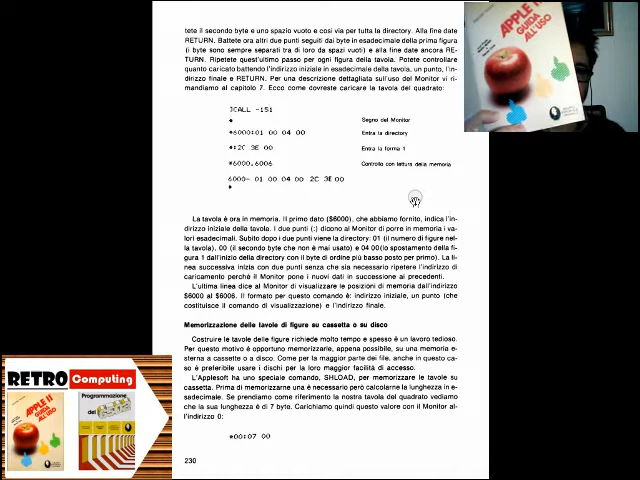 tete il secondo byte e uno spazio vuoto e così via per tutta la directory. Alla fine date
RETURN. Battete ora altri due punti seguiti dai byte in esadecimale della prima figura
(i byte sono sempre separati tra di loro da spazi vuoti) e alla fine date ancora RE-
TURN. Ripetete quest'ultimo passo per ogni figura della tavola. Potete controllare
quanto caricato battendo l'indirizzo iniziale in esadecimale della tavola, un punto, l'in-
dirizzo finale e RETURN. Per una descrizione dettagliata sull'uso del Monitor vi ri-
mandiamo al capitolo 7. Ecco come dovreste caricare la tavola del quadrato:
]CALL -151
* Segno del Monitor
*6000:01 00 04 00 Entra la directory
*:2C 3E 00 Entra la forma 1
*6000.6006 Controllo con lettura della memoria
6000- 01 00 04 00 2C 3E 00
*
La tavola è ora in memoria. Il primo dato ($6000), che abbiamo fornito, indica l'in-
dirizzo iniziale della tavola. I due punti (:) dicono al Monitor di porre in memoria i va-
lori esadecimali. Subito dopo i due punti viene la directory: 01 (il numero di figure nel-
la tavola), 00 (il secondo byte che non è mai usato) e 04 00(lo spostamento della fi-
gura 1 dall'inizio della directory con il byte di ordine più basso posto per primo). La li-
nea successiva inizia con due punti senza che sia necessario ripetere l'indirizzo di
caricamento perché il Monitor pone i nuovi dati in successione ai precedenti.
L'ultima linea dice al Monitor di visualizzare le posizioni di memoria dall'indirizzo
$6000 al $6006. Il formato per questo comando è: indirizzo iniziale, un punto (che
costituisce il comando di visualizzazione) e l'indirizzo finale.
Memorizzazione delle tavole di figure su cassetta o su disco
Costruire le tavole delle figure richiede molto tempo e spesso è un lavoro tedioso.
Per questo motivo è opportuno memorizzarle, appena possibile, su una memoria e-
sterna a cassette o a disco. Come per la maggior parte dei file, anche in questo ca-
so è preferibile usare i dischi per la loro maggior facilità di accesso.
L'Applesoft ha uno speciale comando, SHLOAD, per memorizzare le tavole su
cassetta. Prima di memorizzarne una è necessario però calcolarne la lunghezza in e-
sadecimale. Se prendiamo come riferimento la nostra tavola del quadrato vediamo
che la sua lunghezza è di 7 byte. Carichiamo quindi questo valore con il Monitor al-
l'indirizzo 0:
*00:07 00
230
APPLE II
GUIDA
ALL'USO
RETRO Computing
APPLE II
GUIDA
ALL'USO
Programmazione
del